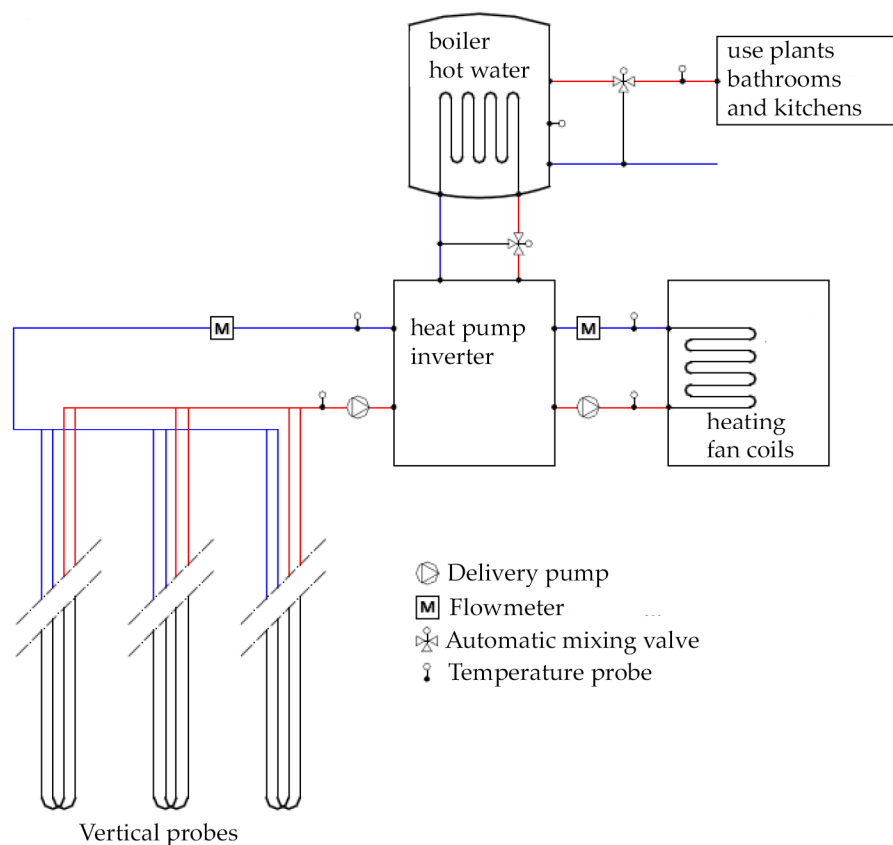 boiler
hot water
use plants
bathrooms
and kitchens
M
heat pump
inverter
M
heating
fan coils
Delivery pump
M Flowmeter
...
Automatic mixing valve
Temperature probe
Vertical probes